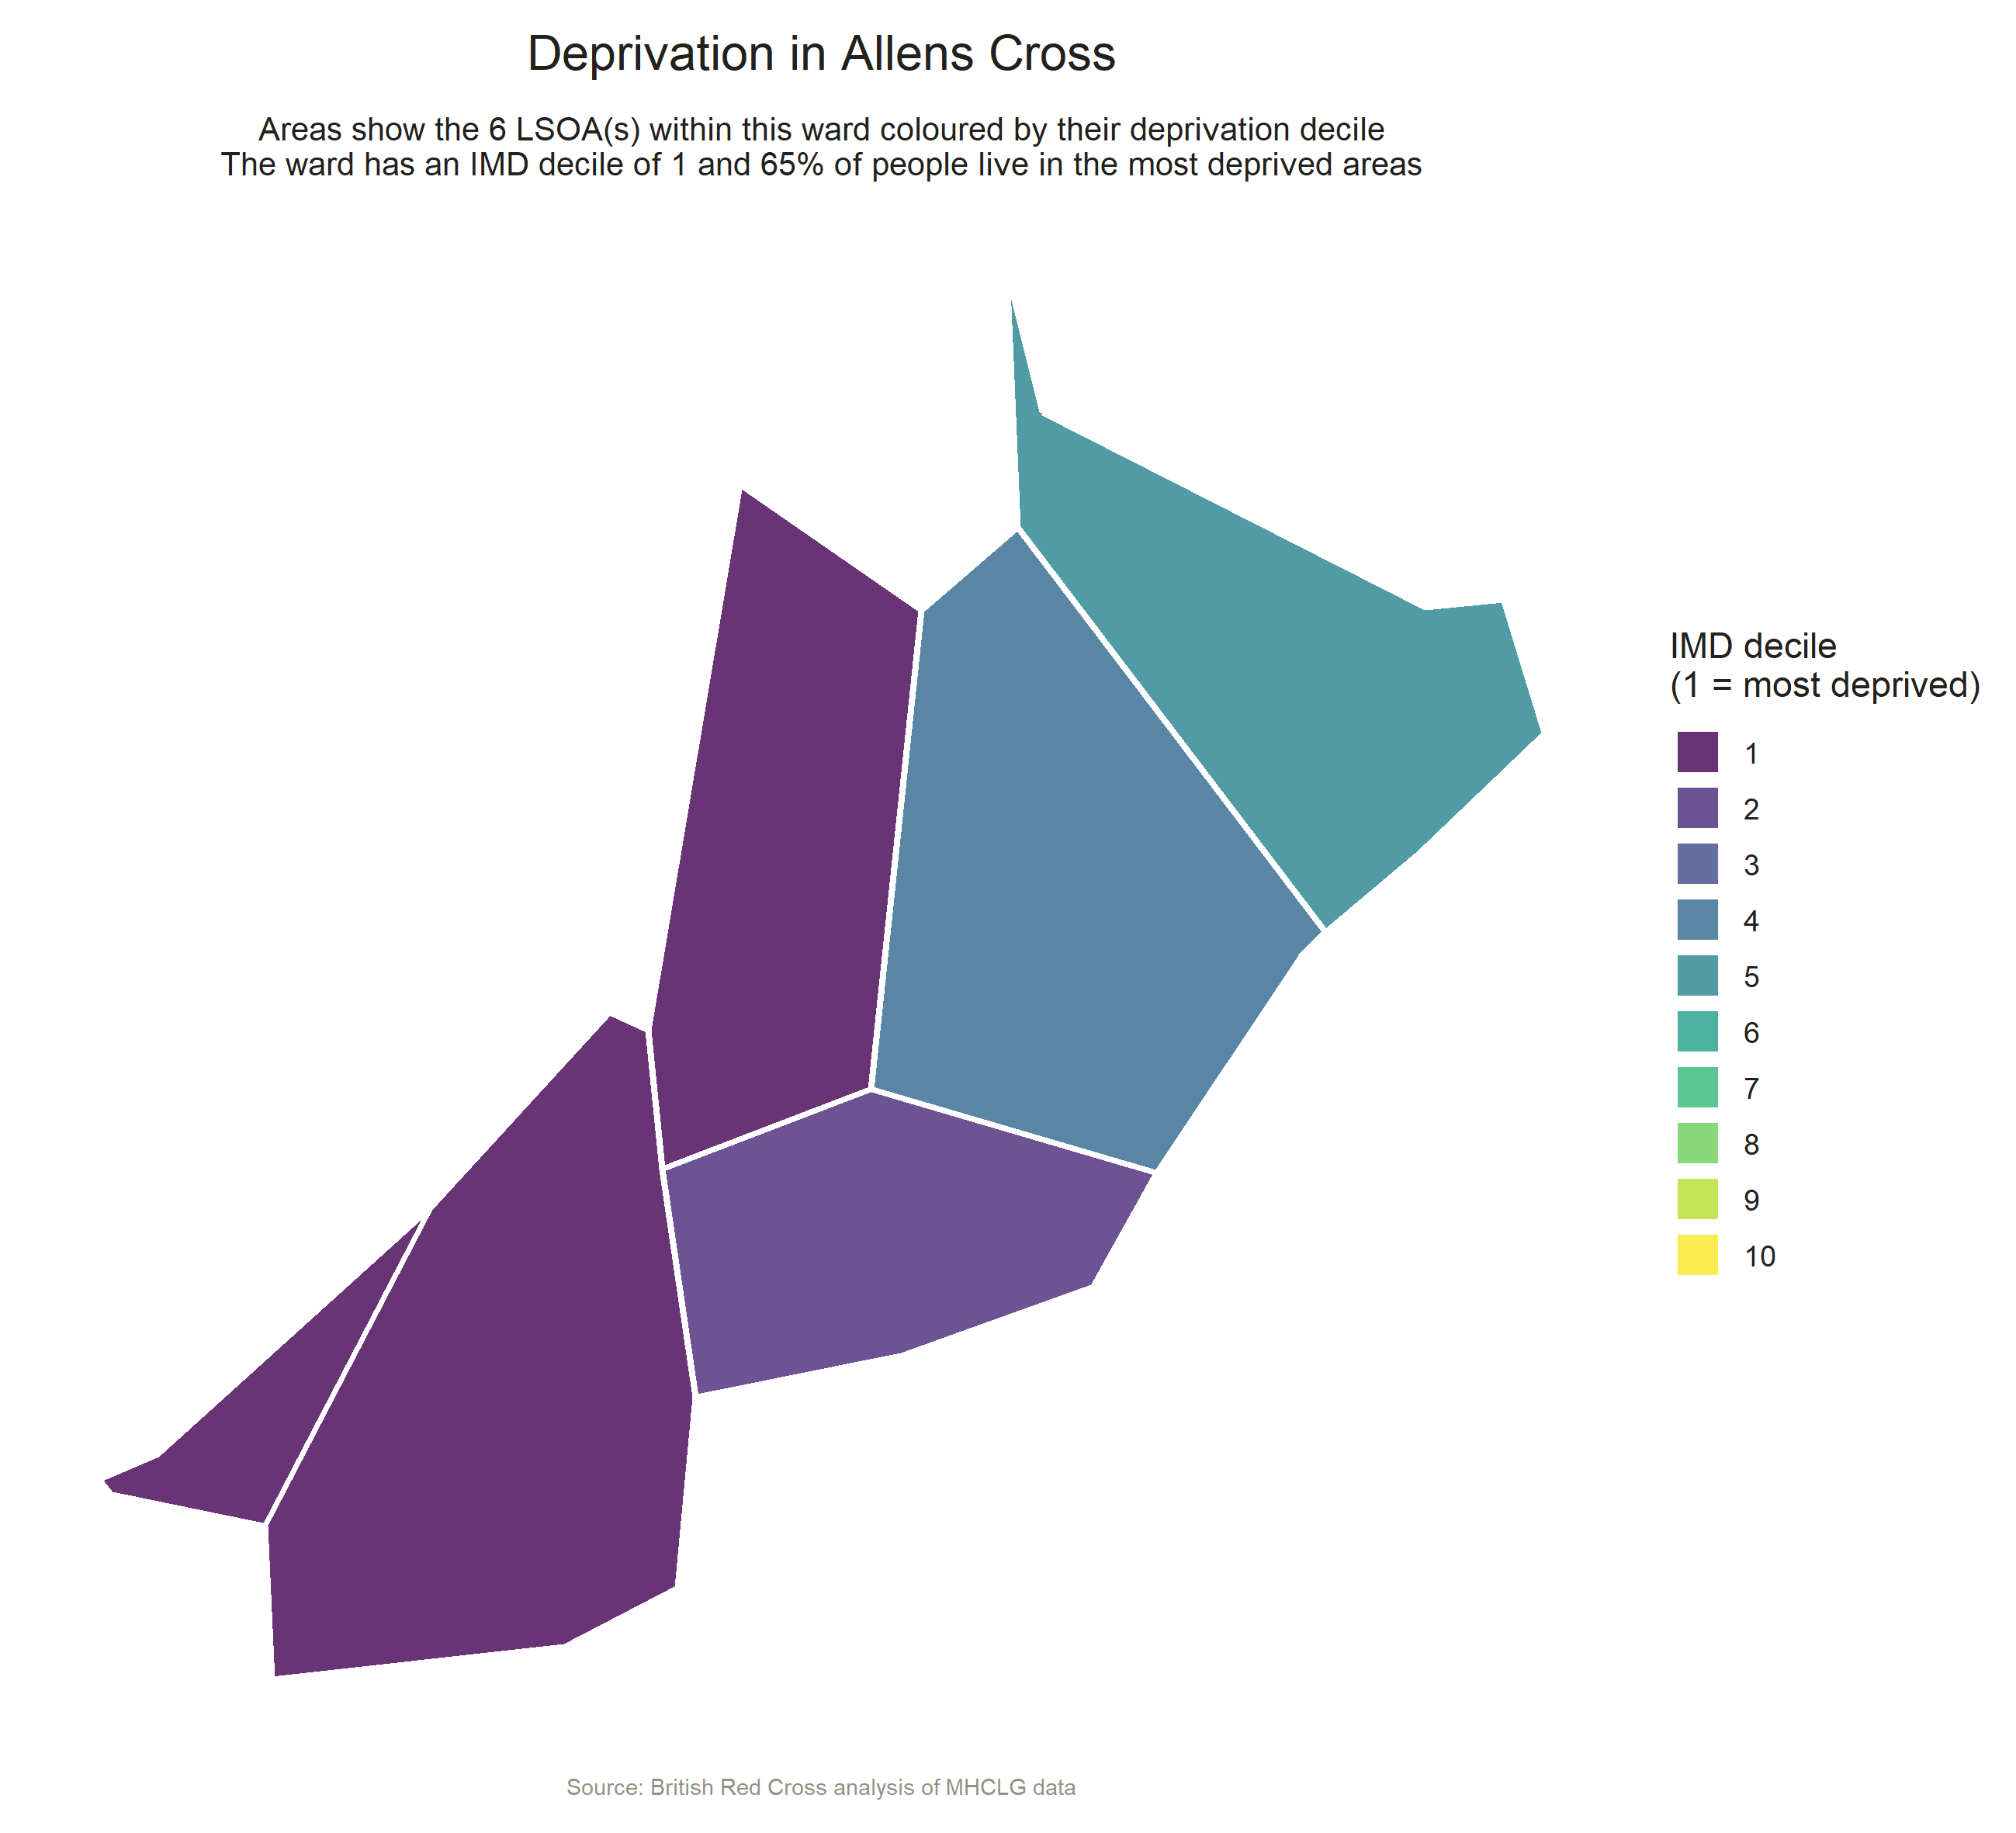 Deprivation in Allens Cross
Areas show the 6 LSOA(s) within this ward coloured by their deprivation decile
The ward has an IMD decile of 1 and 65% of people live in the most deprived areas
IMD decile
(1 = most deprived)
1
2
3
4
5
6
7
8
9
10
Source: British Red Cross analysis of MHCLG data